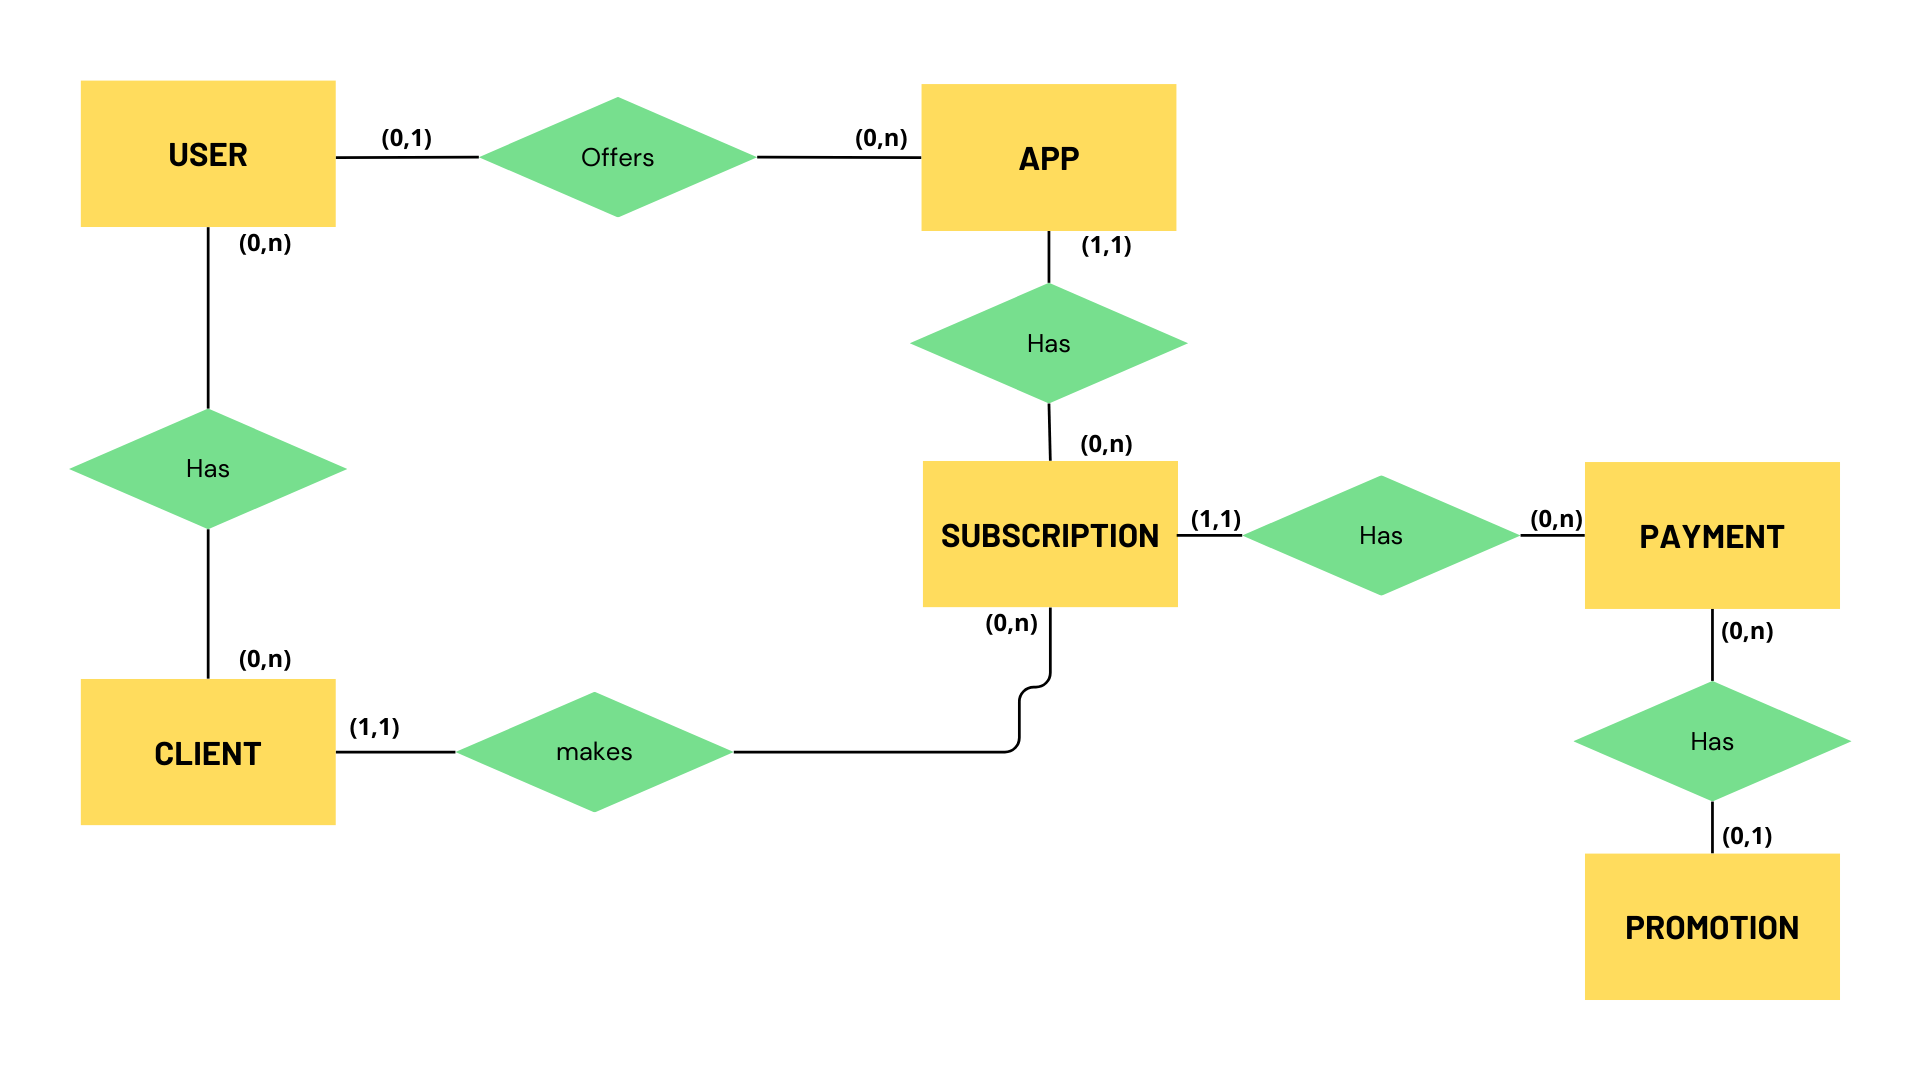 USER
(0,1)
Offers
(0,n)
APP
(0,n)
(1,1)
Has
Has
(0,n)
(0,n)
SUBSCRIPTION
(1,1)
Has
(0,n)
PAYMENT
(0,n)
(0,n)
(0,n)
CLIENT
(1,1)
makes
Has
(0,1)
PROMOTION